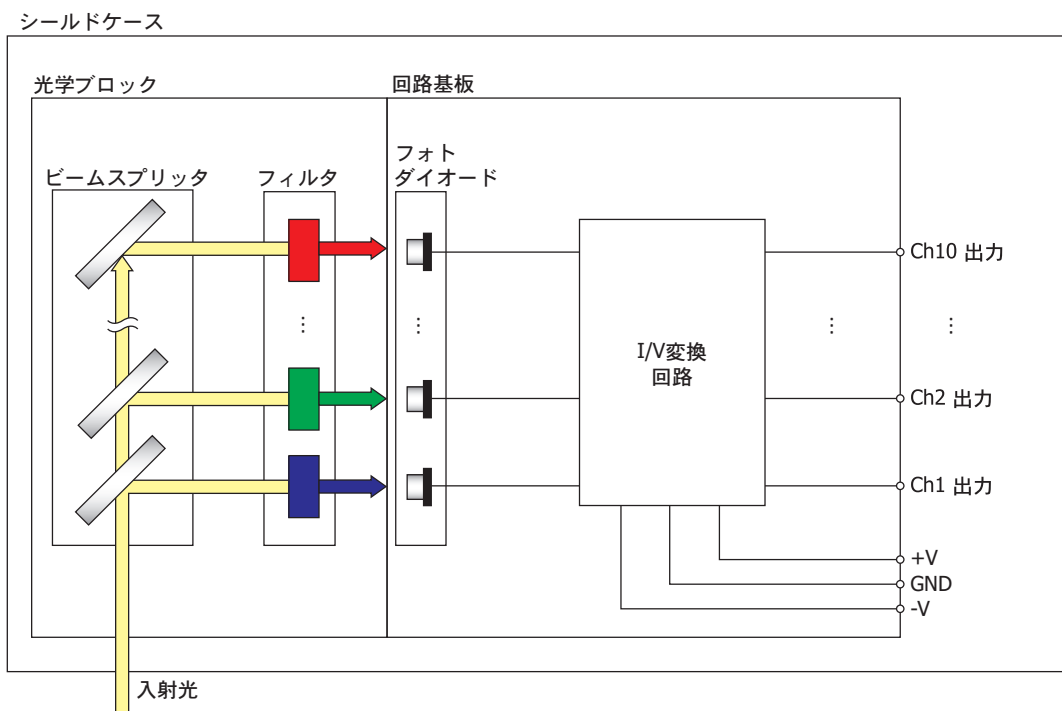 シールドケース
光学ブロック
回路基板
ビームスプリッタ
フィルタ
フォト
ダイオード
Ch10 出力
I/V変換
回路
Ch2 出力
Ch1 出力
+V
GND
-V
入射光